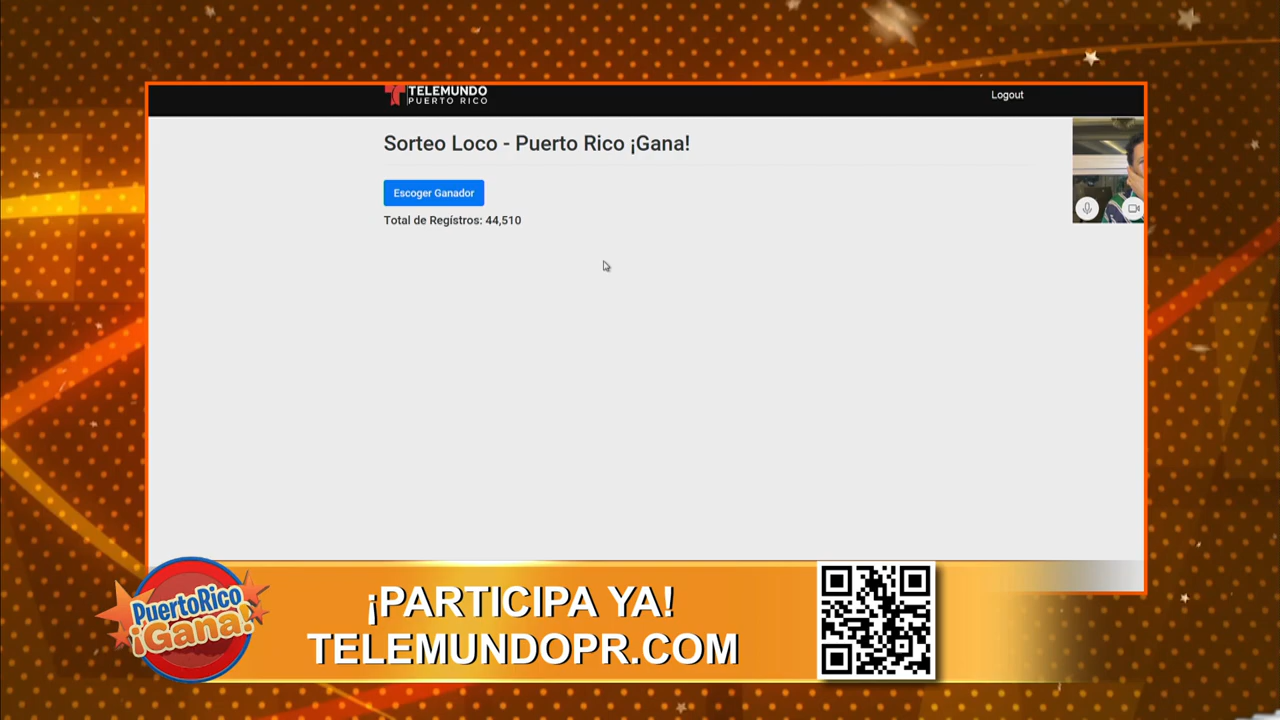 TELEMUNDO
PUERTO RICO
Logout
Sorteo Loco - Puerto Rico ¡Gana!
Escoger Ganador
Total de Regístros: 44,510
PuertoRico
¡Gana!
¡PARTICIPA YA!
TELEMUNDOPR.COM